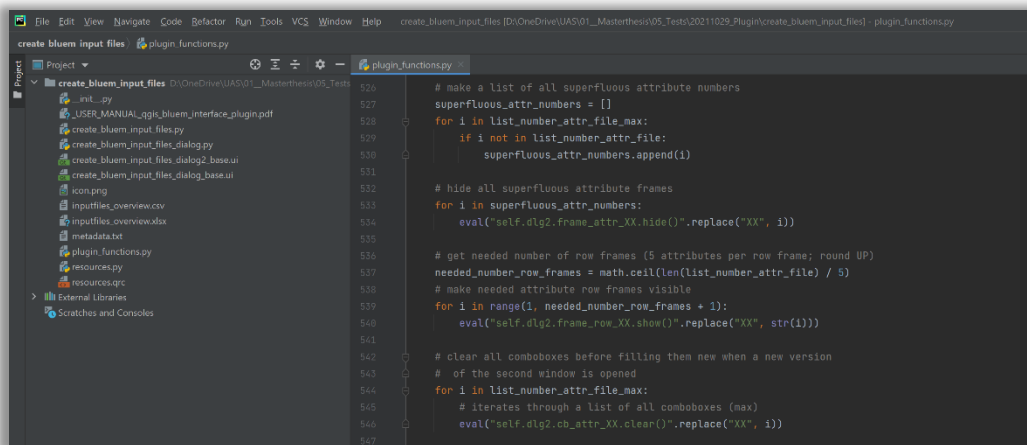 File Edit View Navigate Code Refactor Run Tools VCS Window Help create_bluem_input_files [D:\OneDrive\UAS\01__Masterthesis\05_Tests\20211029_Plugin\create_bluem_input_files] - plugin_functions.py
create bluem input files plugin_functions.py
Project
Project
plugin_functions.py
create_bluem_input_files D:\OneDrive\UAS\01__Masterthesis\05_Tests
__init__.py
_USER_MANUAL_qgis_bluem_interface_plugin.pdf
create_bluem_input_files.py
create_bluem_input_files_dialog.py
create_bluem_input_files_dialog2_base.ui
create_bluem_input_files_dialog_base.ui
icon.png
inputfiles_overview.csv
inputfiles_overview.xlsx
metadata.txt
plugin_functions.py
resources.py
resources.qrc
External Libraries
Scratches and Consoles
526 # make a list of all superfluous attribute numbers
527 superfluous_attr_numbers = []
528 for i in list_number_attr_file_max:
529 if i not in list_number_attr_file:
530 superfluous_attr_numbers.append(i)
531
532 # hide all superfluous attribute frames
533 for i in superfluous_attr_numbers:
534 eval("self.dlg2.frame_attr_XX.hide()".replace("XX", i))
535
536 # get needed number of row frames (5 attributes per row frame; round UP)
537 needed_number_row_frames = math.ceil(len(list_number_attr_file) / 5)
538 # make needed attribute row frames visible
539 for i in range(1, needed_number_row_frames + 1):
540 eval("self.dlg2.frame_row_XX.show()".replace("XX", str(i)))
541
542 # clear all comboboxes before filling them new when a new version
543 # of the second window is opened
544 for i in list_number_attr_file_max:
545 # iterates through a list of all comboboxes (max)
546 eval("self.dlg2.cb_attr_XX.clear()".replace("XX", i))
547